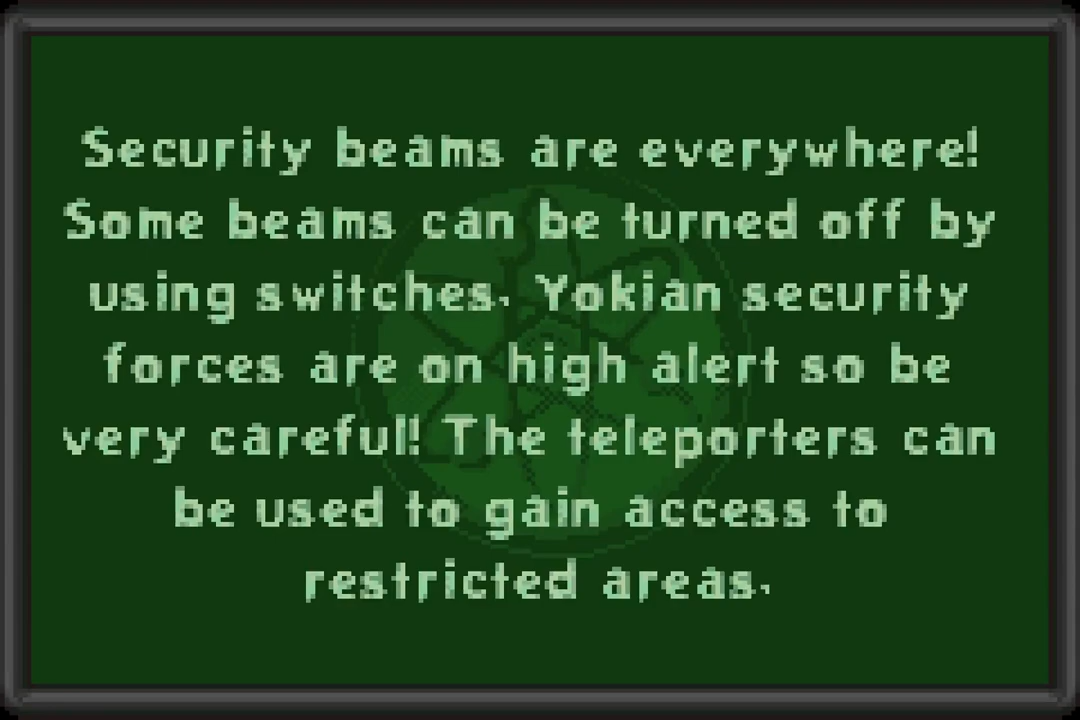 Security beams are everywhere!
Some beams can be turned off by
using switches. Yokian security
forces are on high alert so be
very careful! The teleporters can
be used to gain access to
restricted areas.